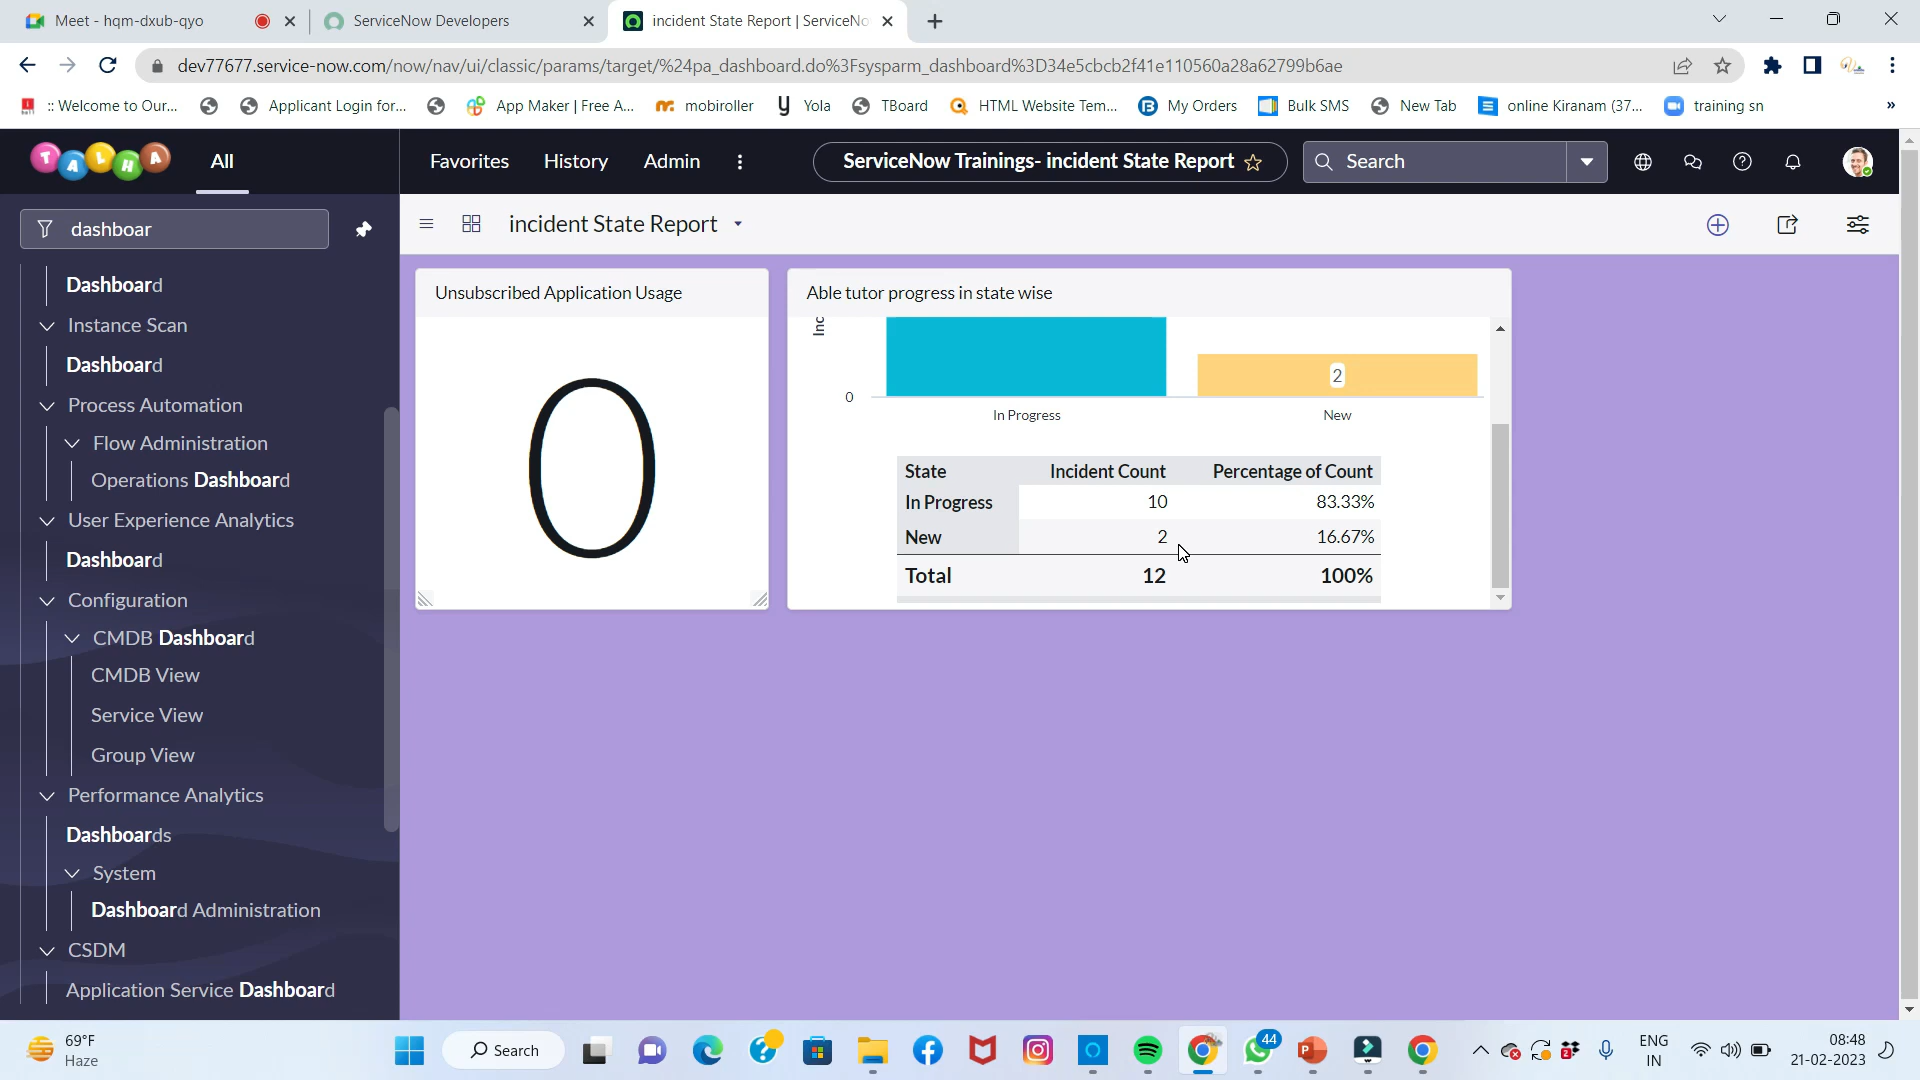 Meet - hqm-dxub-qyo
ServiceNow Developers
incident State Report | ServiceNo
dev77677.service-now.com/now/nav/ui/classic/params/target/%24pa_dashboard.do%3Fsysparm_dashboard%3D34e5cbcb2f41e110560a28a62799b6ae
:: Welcome to Our...
Applicant Login for...
App Maker | Free A...
mobiroller
Yola
TBoard
HTML Website Tem...
My Orders
Bulk SMS
New Tab
online Kiranam (37...
training sn
»
TALHA
All
Favorites
History
Admin
ServiceNow Trainings- incident State Report
Search
dashboar
incident State Report
Dashboard
Instance Scan
Dashboard
Process Automation
Flow Administration
Operations Dashboard
User Experience Analytics
Dashboard
Configuration
CMDB Dashboard
CMDB View
Service View
Group View
Performance Analytics
Dashboards
System
Dashboard Administration
CSDM
Application Service Dashboard
Unsubscribed Application Usage
0
Able tutor progress in state wise
Inc
2
0
In Progress New
State Incident Count Percentage of Count
In Progress 10 83.33%
New 2 16.67%
Total 12 100%
69°F
Haze
Search
44
ENG
IN
08:48
21-02-2023